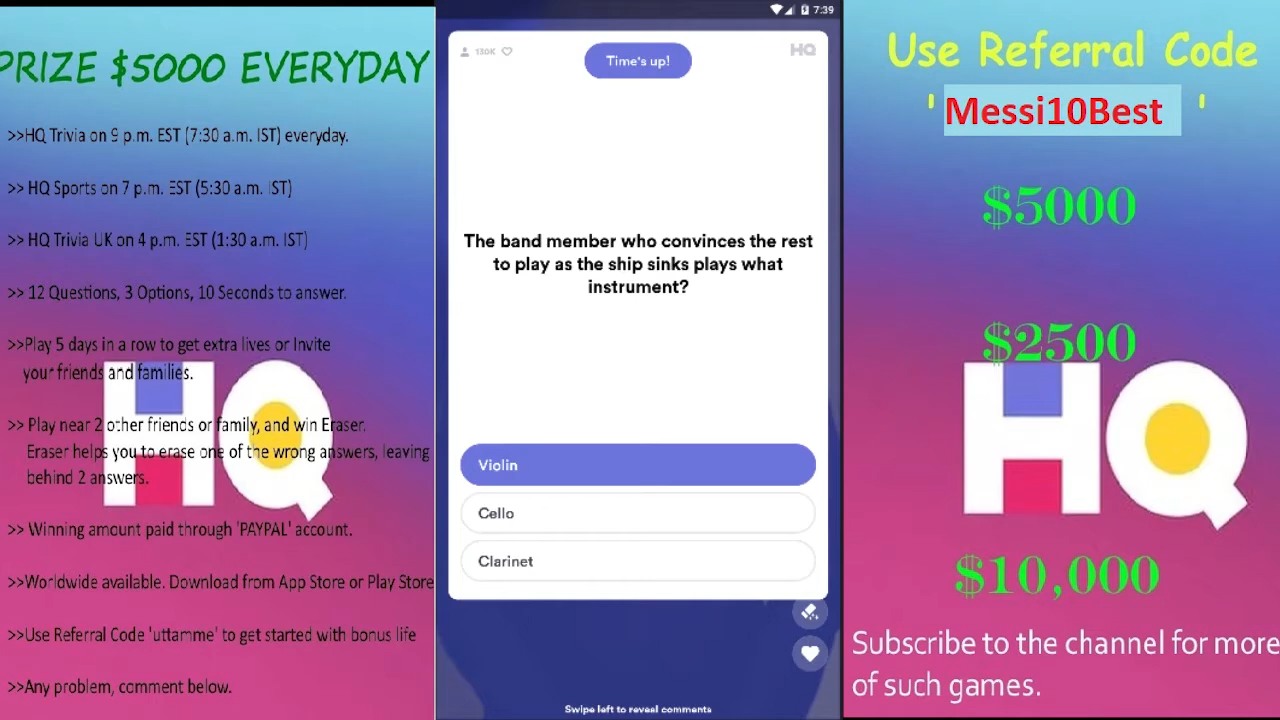 PRIZE $5000 EVERYDAY
>>HQ Trivia on 9 p.m. EST (7:30 a.m. IST) everyday.
>> HQ Sports on 7 p.m. EST (5:30 a.m. IST)
>> HQ Trivia UK on 4 p.m. EST (1:30 a.m. IST)
>> 12 Questions, 3 Options, 10 Seconds to answer.
>>Play 5 days in a row to get extra lives or Invite
your friends and families.
>> Play near 2 other friends or family, and win Eraser.
Eraser helps you to erase one of the wrong answers, leaving
behind 2 answers.
>> Winning amount paid through 'PAYPAL' account.
>>Worldwide available. Download from App Store or Play Store
>>Use Referral Code 'uttamme' to get started with bonus life
>>Any problem, comment below.
HQ
7:39
130K
Time's up!
HQ
The band member who convinces the rest
to play as the ship sinks plays what
instrument?
Violin
Cello
Clarinet
Swipe left to reveal comments
Use Referral Code
' Messi10Best '
$5000
$2500
HQ
$10,000
Subscribe to the channel for more
of such games.